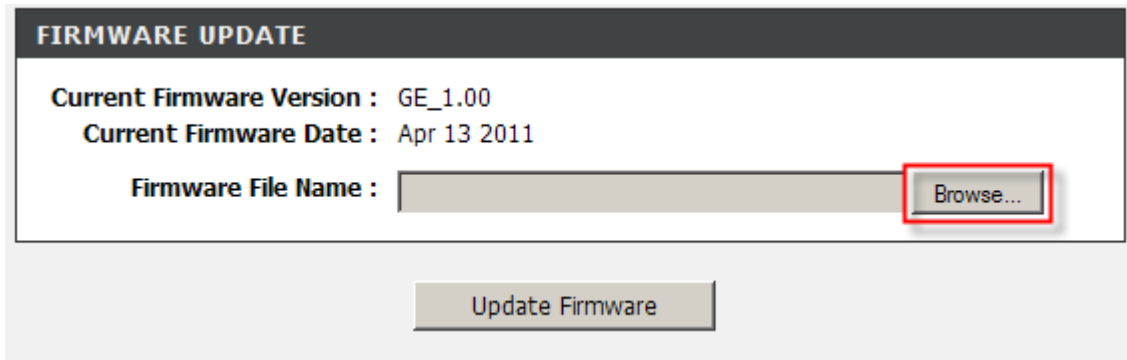 FIRMWARE UPDATE
Current Firmware Version : GE_1.00
Current Firmware Date : Apr 13 2011
Firmware File Name : Browse...
Update Firmware